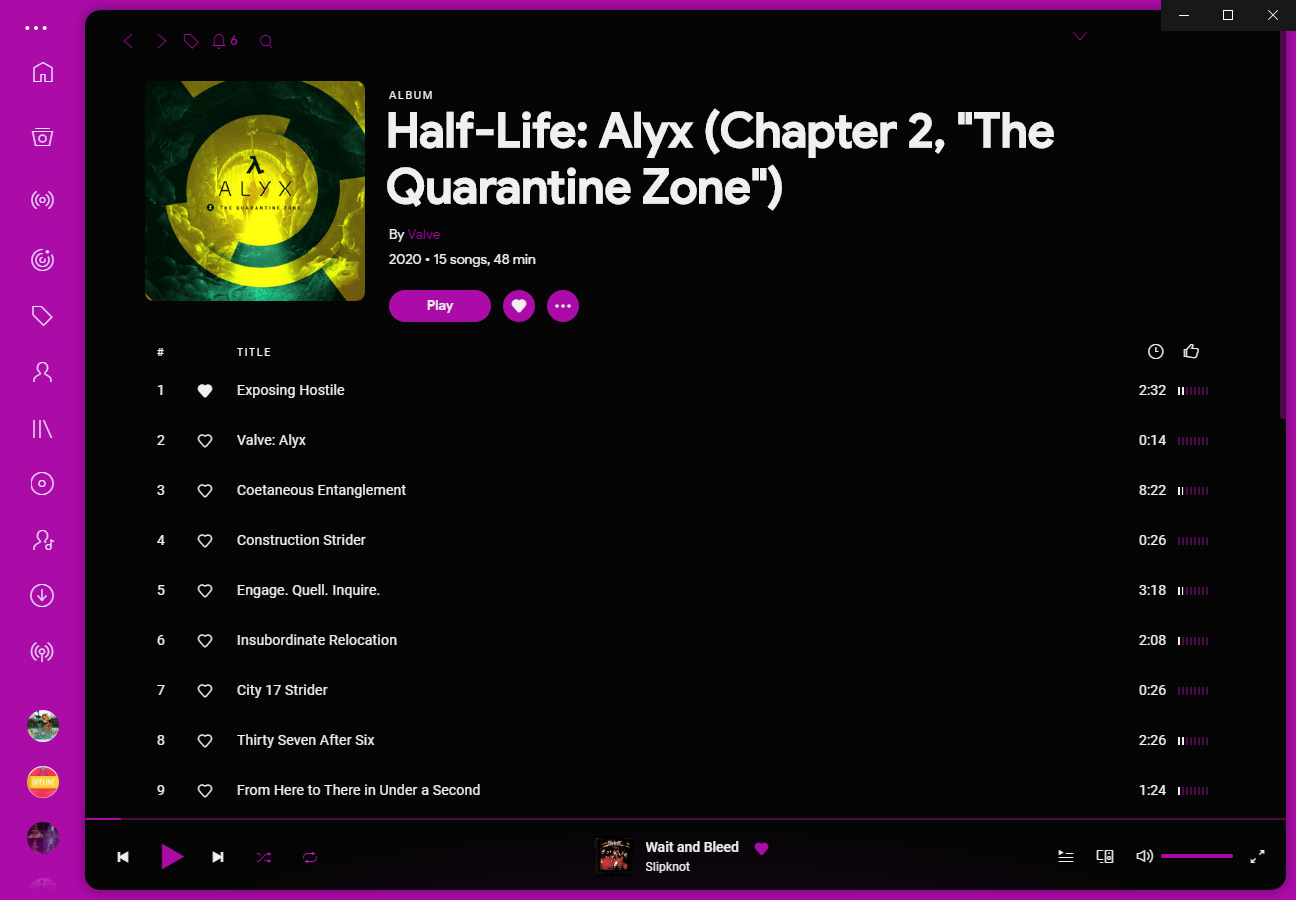 6
ALBUM
Half-Life: Alyx (Chapter 2, "The
Quarantine Zone")
By Valve
2020 • 15 songs, 48 min
Play
ALYX
2 THE QUARANTINE ZONE
# TITLE
1 Exposing Hostile 2:32
2 Valve: Alyx 0:14
3 Coetaneous Entanglement 8:22
4 Construction Strider 0:26
5 Engage. Quell. Inquire. 3:18
6 Insubordinate Relocation 2:08
7 City 17 Strider 0:26
8 Thirty Seven After Six 2:26
9 From Here to There in Under a Second 1:24
OFFLINE
Wait and Bleed
Slipknot